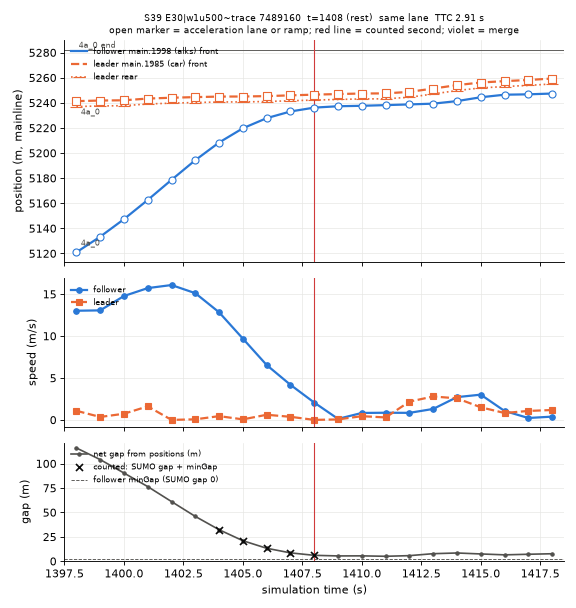 S39 E30|w1u500~trace 7489160  t=1408 (rest)  same lane  TTC 2.91 s
open marker = acceleration lane or ramp; red line = counted second; violet = merge
4a_0 end
follower main.1998 (alks) front
leader main.1985 (car) front
leader rear
4a_0
4a_0
5280
5260
5240
5220
5200
5180
5160
5140
5120
position (m, mainline)
follower
leader
15
10
5
0
speed (m/s)
net gap from positions (m)
counted: SUMO gap + minGap
follower minGap (SUMO gap 0)
100
75
50
25
0
gap (m)
1397.5 1400.0 1402.5 1405.0 1407.5 1410.0 1412.5 1415.0 1417.5
simulation time (s)